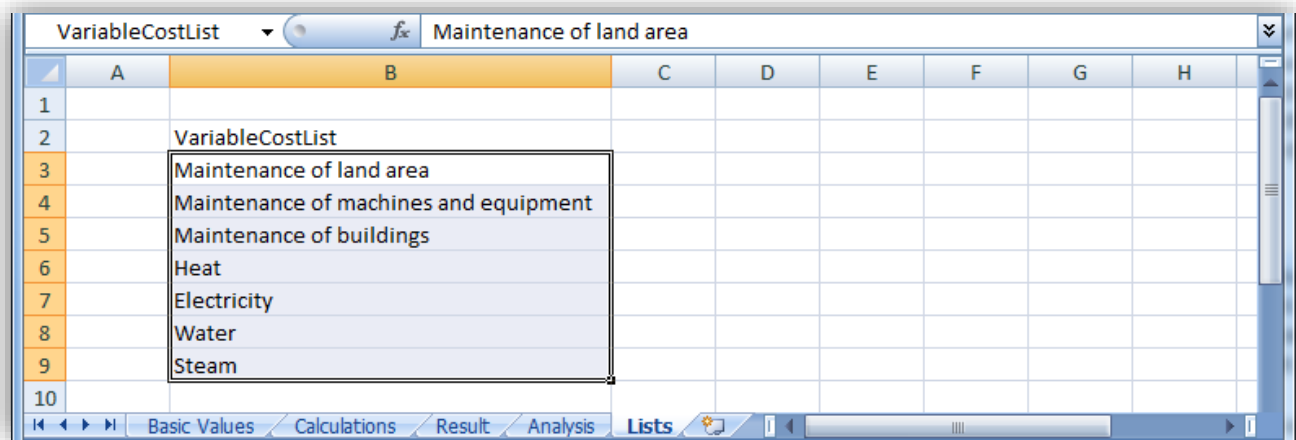 VariableCostList fx Maintenance of land area
A B C D E F G H
1
2 VariableCostList
3 Maintenance of land area
4 Maintenance of machines and equipment
5 Maintenance of buildings
6 Heat
7 Electricity
8 Water
9 Steam
10
Basic Values Calculations Result Analysis Lists